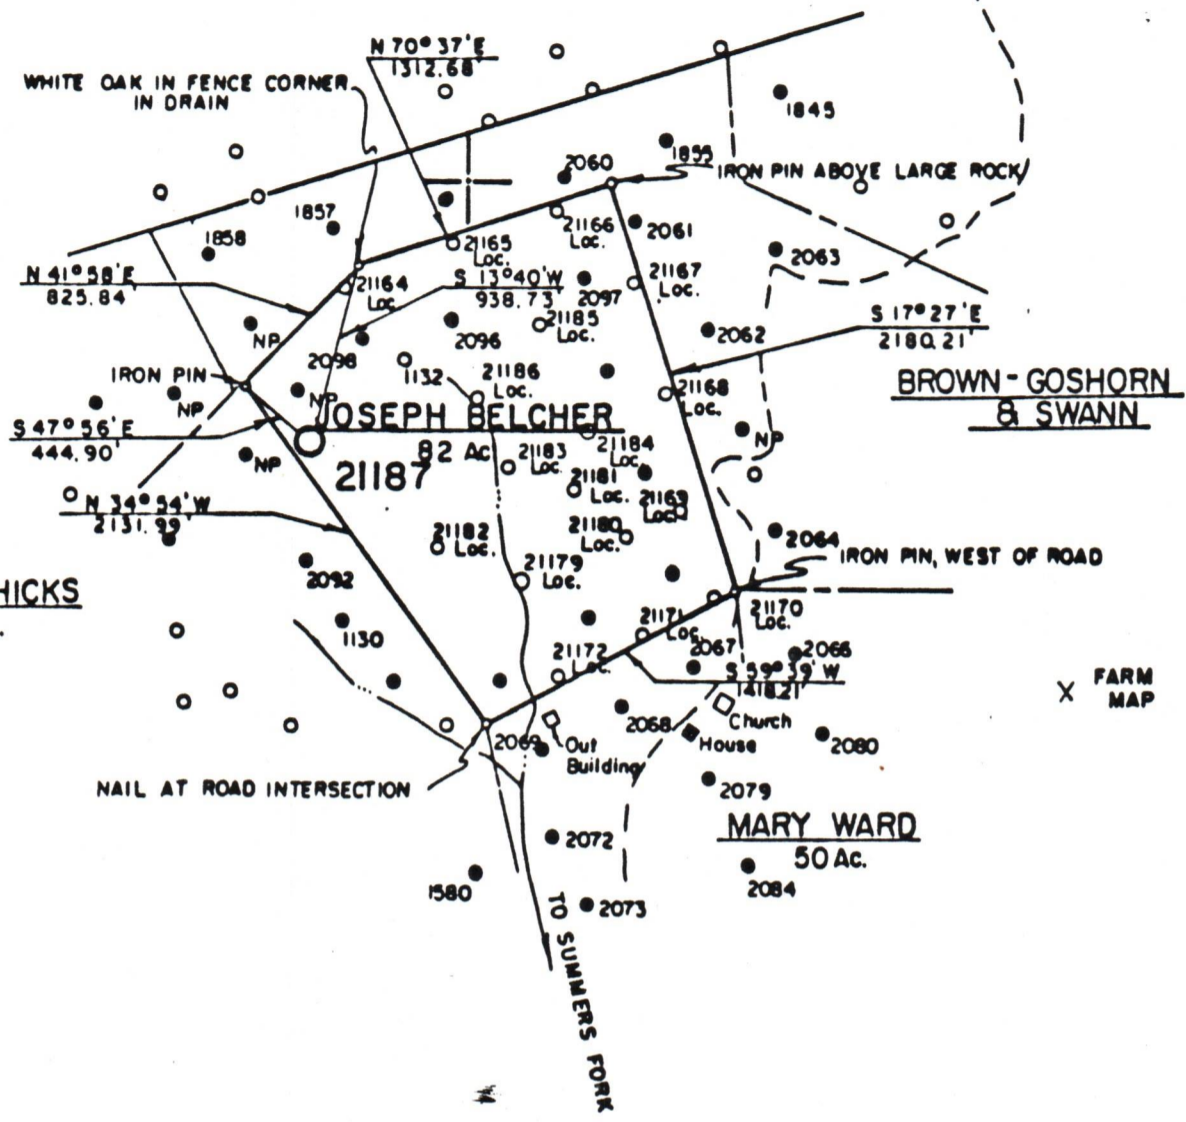 N 70° 37' E
1312.68'
WHITE OAK IN FENCE CORNER
IN DRAIN
1845
1855
2060
IRON PIN ABOVE LARGE ROCK
1857
21166
Loc.
2061
1858
21165
Loc.
2063
N 41° 58' E
825.84'
21164
Loc.
S 13° 40' W
938.73'
2097
21167
Loc.
S 17° 27' E
2180.21'
NP
2098
2096
21185
Loc.
2062
IRON PIN
1132
21186
Loc.
21168
Loc.
BROWN-GOSHORN
& SWANN
NP
NP
JOSEPH BELCHER
82 Ac.
S 47° 56' E
444.90'
NP
21187
21183
Loc.
21184
Loc.
NP
21181
Loc.
21169
Loc.
N 34° 54' W
2131.99'
21182
Loc.
21180
Loc.
2064
IRON PIN, WEST OF ROAD
HICKS
2092
21179
Loc.
1130
21171
Loc.
21170
Loc.
21172
Loc.
2067
2066
S 59° 39' W
1418.21'
FARM
MAP
X
2068
Church
House
2080
2069
Out
Building
NAIL AT ROAD INTERSECTION
2079
2072
MARY WARD
50 Ac.
1580
2084
2073
TO SUMMERS FORK